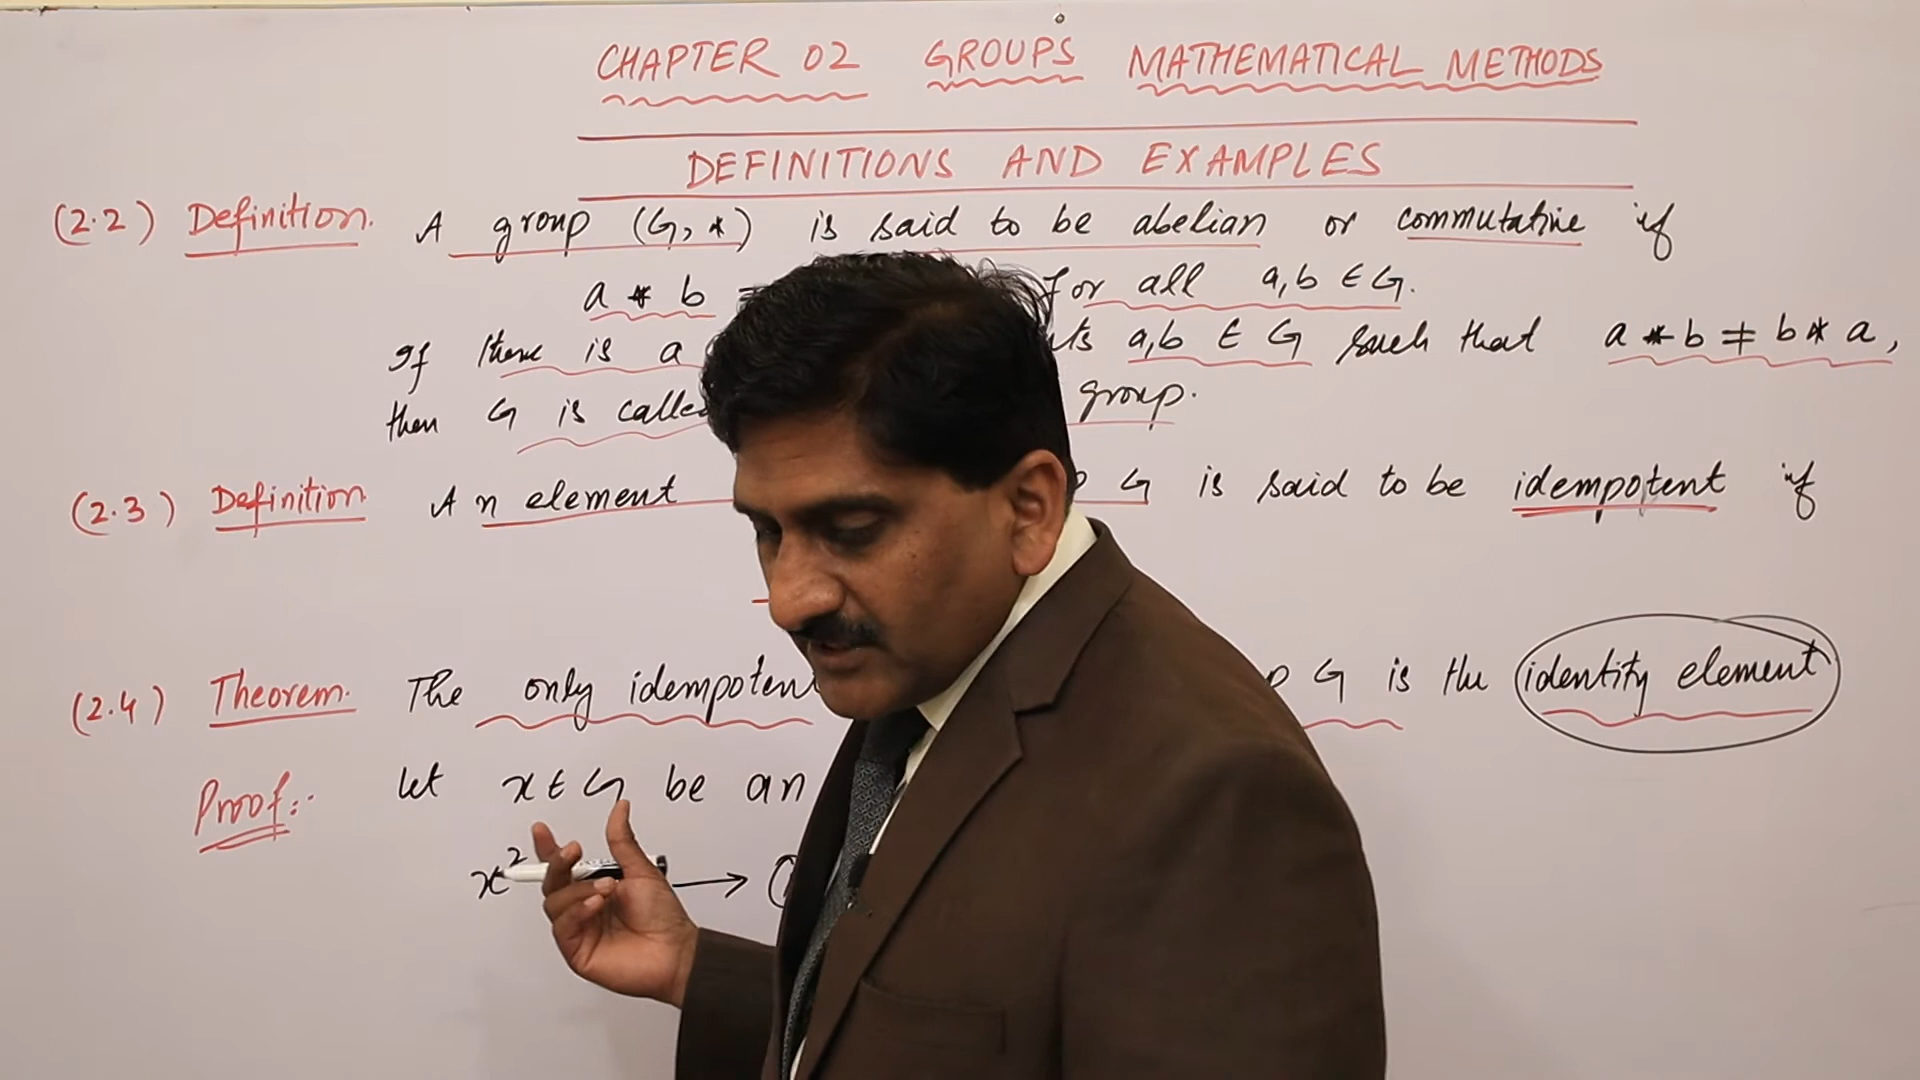 CHAPTER 02 GROUPS MATHEMATICAL METHODS
DEFINITIONS AND EXAMPLES
(2.2) Definition. A group (G, *) is said to be abelian or commutative if
a * b = for all a,b ∈ G.
If there is a a,b ∈ G such that a * b ≠ b * a,
then G is called group.
(2.3) Definition An element G is said to be idempotent if
(2.4) Theorem. The only idempotent G is the identity element
Proof:- Let x ∈ G be an
x² →